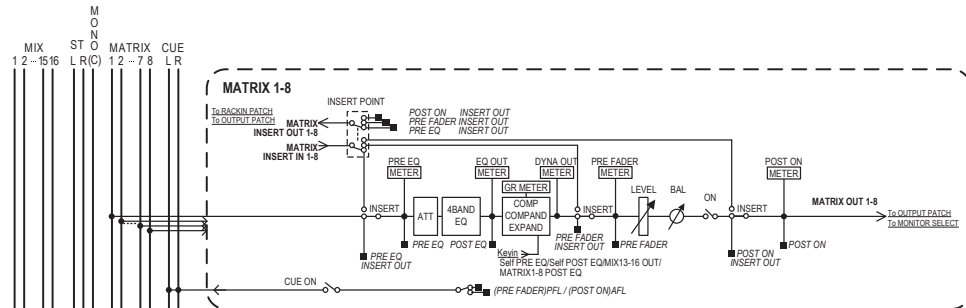 M
O
N
O
(C)
MIX
1 2 ··· 15 16
ST
L R
MATRIX
1 2 ··· 7 8
CUE
L R
MATRIX 1-8
To RACKIN PATCH
To OUTPUT PATCH
MATRIX
INSERT OUT 1-8
MATRIX
INSERT IN 1-8
INSERT POINT
POST ON INSERT OUT
PRE FADER INSERT OUT
PRE EQ INSERT OUT
PRE EQ
METER
EQ OUT
METER
DYNA OUT
METER
PRE FADER
METER
POST ON
METER
GR METER
INSERT
ATT
4BAND
EQ
COMP
COMPAND
EXPAND
INSERT
LEVEL
BAL
ON
INSERT
MATRIX OUT 1-8
To OUTPUT PATCH
To MONITOR SELECT
PRE EQ
POST EQ
PRE EQ
INSERT OUT
PRE FADER
INSERT OUT
PRE FADER
POST ON
INSERT OUT
POST ON
Keyin
Self PRE EQ/Self POST EQ/MIX13-16 OUT/
MATRIX1-8 POST EQ
CUE ON
(PRE FADER)PFL / (POST ON)AFL